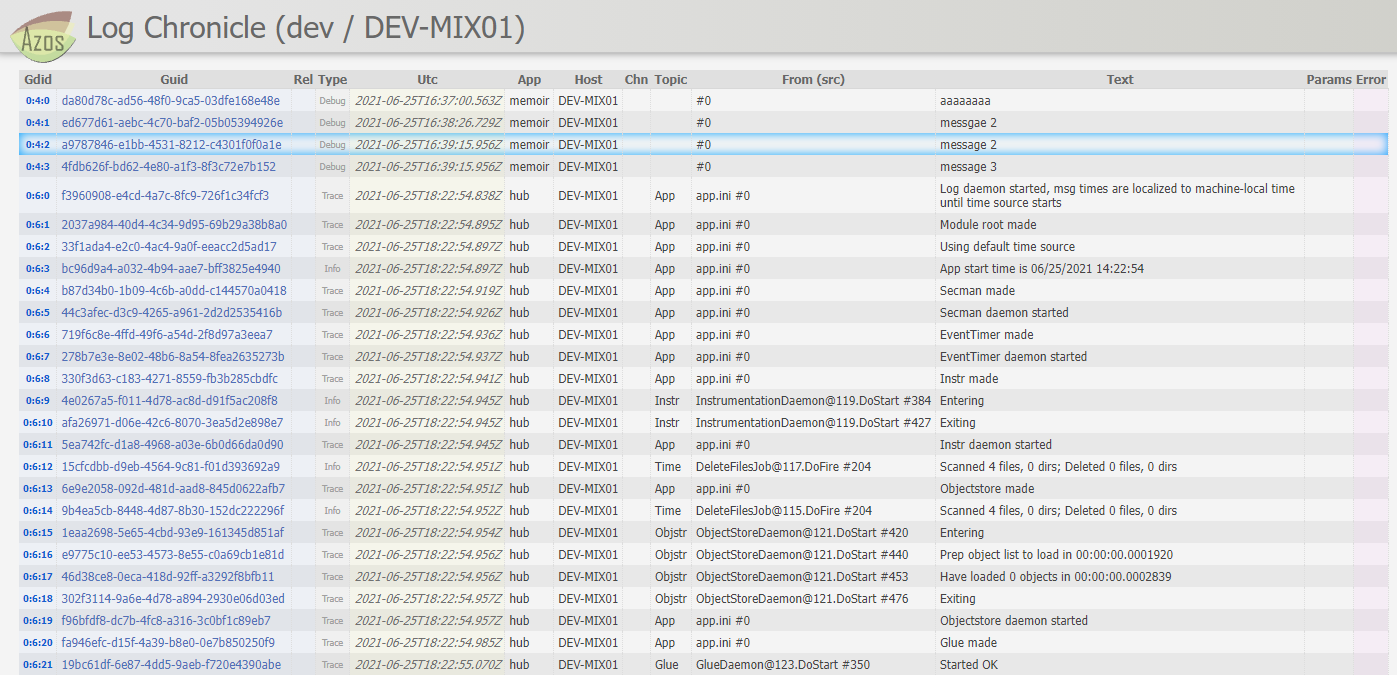 AZOS
Log Chronicle (dev / DEV-MIX01)
Gdid Guid Rel Type Utc App Host Chn Topic From (src) Text Params Error
0:4:0 da80d78c-ad56-48f0-9ca5-03dfe168e48e Debug 2021-06-25T16:37:00.563Z memoir DEV-MIX01 #0 aaaaaaaa
0:4:1 ed677d61-aebc-4c70-baf2-05b05394926e Debug 2021-06-25T16:38:26.729Z memoir DEV-MIX01 #0 messgae 2
0:4:2 a9787846-e1bb-4531-8212-c4301f0f0a1e Debug 2021-06-25T16:39:15.956Z memoir DEV-MIX01 #0 message 2
0:4:3 4fdb626f-bd62-4e80-a1f3-8f3c72e7b152 Debug 2021-06-25T16:39:15.956Z memoir DEV-MIX01 #0 message 3
0:6:0 f3960908-e4cd-4a7c-8fc9-726f1c34fcf3 Trace 2021-06-25T18:22:54.838Z hub DEV-MIX01 App app.ini #0 Log daemon started, msg times are localized to machine-local time
until time source starts
0:6:1 2037a984-40d4-4c34-9d95-69b29a38b8a0 Trace 2021-06-25T18:22:54.895Z hub DEV-MIX01 App app.ini #0 Module root made
0:6:2 33f1ada4-e2c0-4ac4-9a0f-eeacc2d5ad17 Trace 2021-06-25T18:22:54.897Z hub DEV-MIX01 App app.ini #0 Using default time source
0:6:3 bc96d9a4-a032-4b94-aae7-bff3825e4940 Info 2021-06-25T18:22:54.897Z hub DEV-MIX01 App app.ini #0 App start time is 06/25/2021 14:22:54
0:6:4 b87d34b0-1b09-4c6b-a0dd-c144570a0418 Trace 2021-06-25T18:22:54.919Z hub DEV-MIX01 App app.ini #0 Secman made
0:6:5 44c3afec-d3c9-4265-a961-2d2d2535416b Trace 2021-06-25T18:22:54.926Z hub DEV-MIX01 App app.ini #0 Secman daemon started
0:6:6 719f6c8e-4ffd-49f6-a54d-2f8d97a3eea7 Trace 2021-06-25T18:22:54.936Z hub DEV-MIX01 App app.ini #0 EventTimer made
0:6:7 278b7e3e-8e02-48b6-8a54-8fea2635273b Trace 2021-06-25T18:22:54.937Z hub DEV-MIX01 App app.ini #0 EventTimer daemon started
0:6:8 330f3d63-c183-4271-8559-fb3b285cbdfc Trace 2021-06-25T18:22:54.941Z hub DEV-MIX01 App app.ini #0 Instr made
0:6:9 4e0267a5-f011-4d78-ac8d-d91f5ac208f8 Info 2021-06-25T18:22:54.945Z hub DEV-MIX01 Instr InstrumentationDaemon@119.DoStart #384 Entering
0:6:10 afa26971-d06e-42c6-8070-3ea5d2e898e7 Info 2021-06-25T18:22:54.945Z hub DEV-MIX01 Instr InstrumentationDaemon@119.DoStart #427 Exiting
0:6:11 5ea742fc-d1a8-4968-a03e-6b0d66da0d90 Trace 2021-06-25T18:22:54.945Z hub DEV-MIX01 App app.ini #0 Instr daemon started
0:6:12 15cfcdbb-d9eb-4564-9c81-f01d393692a9 Info 2021-06-25T18:22:54.951Z hub DEV-MIX01 Time DeleteFilesJob@117.DoFire #204 Scanned 4 files, 0 dirs; Deleted 0 files, 0 dirs
0:6:13 6e9e2058-092d-481d-aad8-845d0622afb7 Trace 2021-06-25T18:22:54.951Z hub DEV-MIX01 App app.ini #0 Objectstore made
0:6:14 9b4ea5cb-8448-4d87-8b30-152dc222296f Info 2021-06-25T18:22:54.951Z hub DEV-MIX01 Time DeleteFilesJob@115.DoFire #204 Scanned 4 files, 0 dirs; Deleted 0 files, 0 dirs
0:6:15 1eaa2698-5e65-4cbd-93e9-161345d851af Trace 2021-06-25T18:22:54.954Z hub DEV-MIX01 Objstr ObjectStoreDaemon@121.DoStart #420 Entering
0:6:16 e9775c10-ee53-4573-8e55-c0a69cb1e81d Trace 2021-06-25T18:22:54.956Z hub DEV-MIX01 Objstr ObjectStoreDaemon@121.DoStart #440 Prep object list to load in 00:00:00.0001920
0:6:17 46d38ce8-0eca-418d-92ff-a3292f8bfb11 Trace 2021-06-25T18:22:54.956Z hub DEV-MIX01 Objstr ObjectStoreDaemon@121.DoStart #453 Have loaded 0 objects in 00:00:00.0002839
0:6:18 302f3114-9a6e-4d78-a894-2930e06d03ed Trace 2021-06-25T18:22:54.957Z hub DEV-MIX01 Objstr ObjectStoreDaemon@121.DoStart #476 Exiting
0:6:19 f96bfdf8-dc7b-4fc8-a316-3c0bf1c89eb7 Trace 2021-06-25T18:22:54.957Z hub DEV-MIX01 App app.ini #0 Objectstore daemon started
0:6:20 fa946efc-d15f-4a39-b8e0-0e7b850250f9 Trace 2021-06-25T18:22:54.985Z hub DEV-MIX01 App app.ini #0 Glue made
0:6:21 19bc61df-6e87-4dd5-9aeb-f720e4390abe Trace 2021-06-25T18:22:55.070Z hub DEV-MIX01 Glue GlueDaemon@123.DoStart #350 Started OK